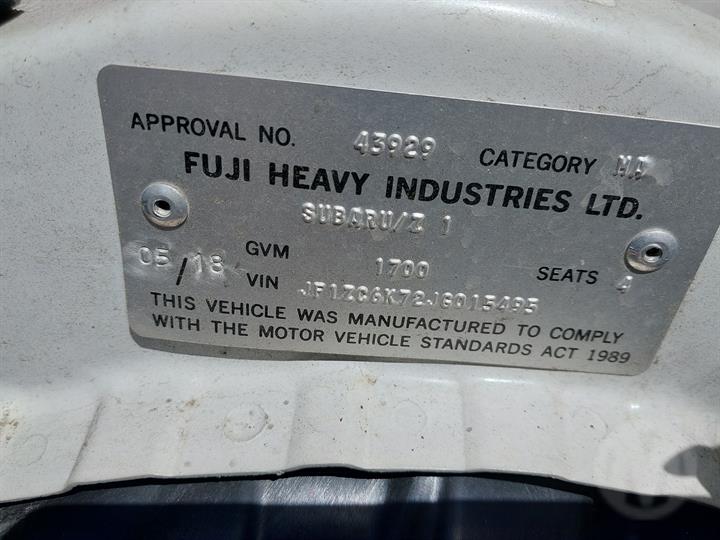 APPROVAL NO. 43929 CATEGORY MA
FUJI HEAVY INDUSTRIES LTD.
SUBARU/Z 1
05/18 GVM 1700 SEATS 4
VIN JF1ZC6K72JG015495
THIS VEHICLE WAS MANUFACTURED TO COMPLY
WITH THE MOTOR VEHICLE STANDARDS ACT 1989